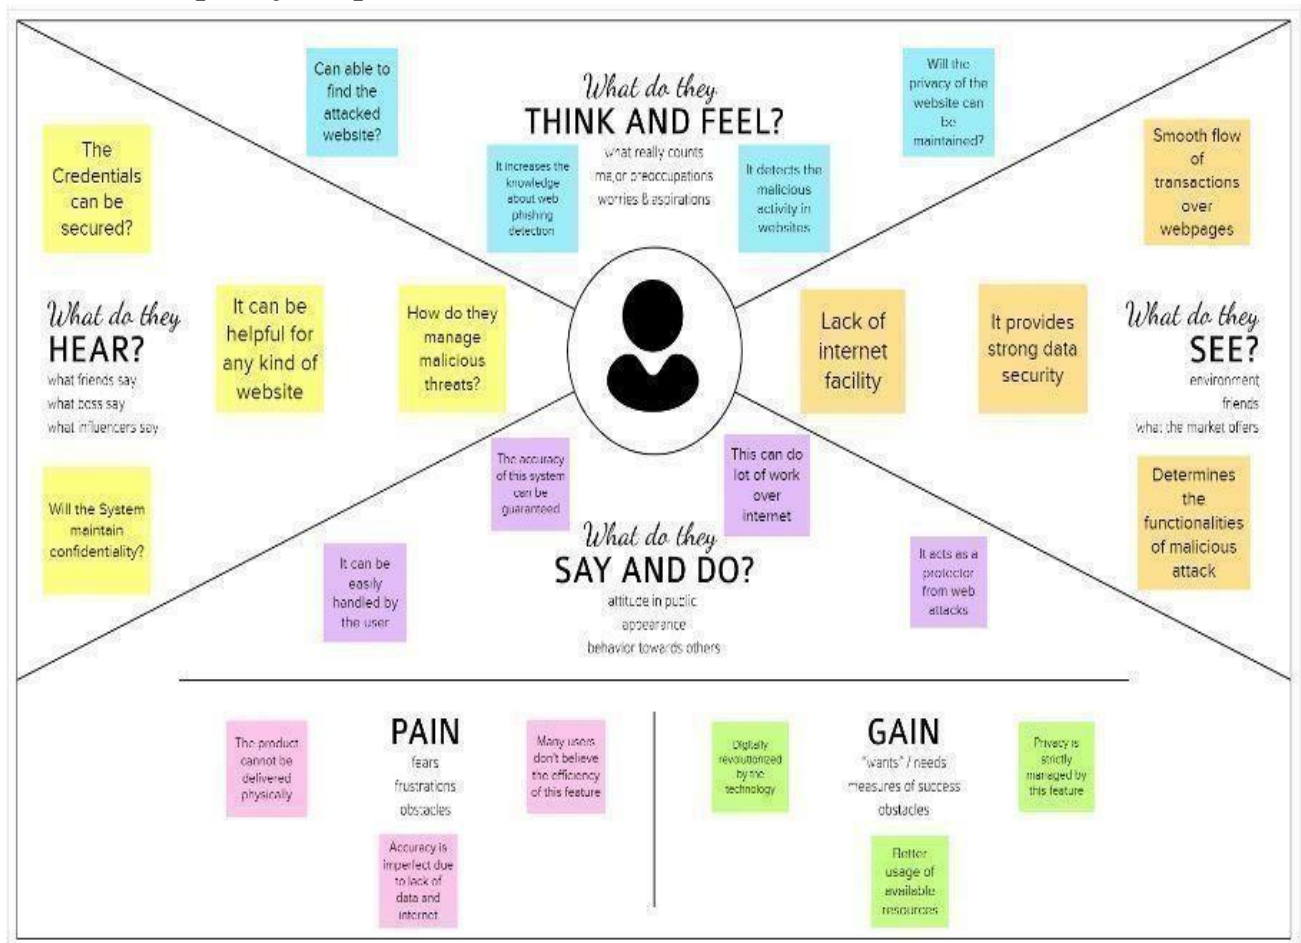 Can able to
find the
attacked
website?
What do they
THINK AND FEEL?
what really counts
major preoccupations
worries & aspirations
It increases the
knowledge
about web
phishing
detection
It detects the
malicious
activity in
websites
Will the
privacy of the
website can
be
maintained?
The
Credentials
can be
secured?
What do they
HEAR?
what friends say
what boss say
what influencers say
It can be
helpful for
any kind of
website
How do they
manage
malicious
threats?
Will the System
maintain
confidentiality?
Smooth flow
of
transactions
over
webpages
Lack of
internet
facility
It provides
strong data
security
What do they
SEE?
environment
friends
what the market offers
Determines
the
functionalities
of malicious
attack
The accuracy
of this system
can be
guaranteed
This can do
lot of work
over
internet
What do they
SAY AND DO?
attitude in public
appearance
behavior towards others
It can be
easily
handled by
the user
It acts as a
protector
from web
attacks
PAIN
fears
frustrations
obstacles
The product
cannot be
delivered
physically
Many users
don't believe
the efficiency
of this feature
Accuracy is
imperfect due
to lack of
data and
internet
GAIN
"wants" / needs
measures of success
obstacles
Digitally
revolutionized
by the
technology
Privacy is
strictly
managed by
this feature
Better
usage of
available
resources